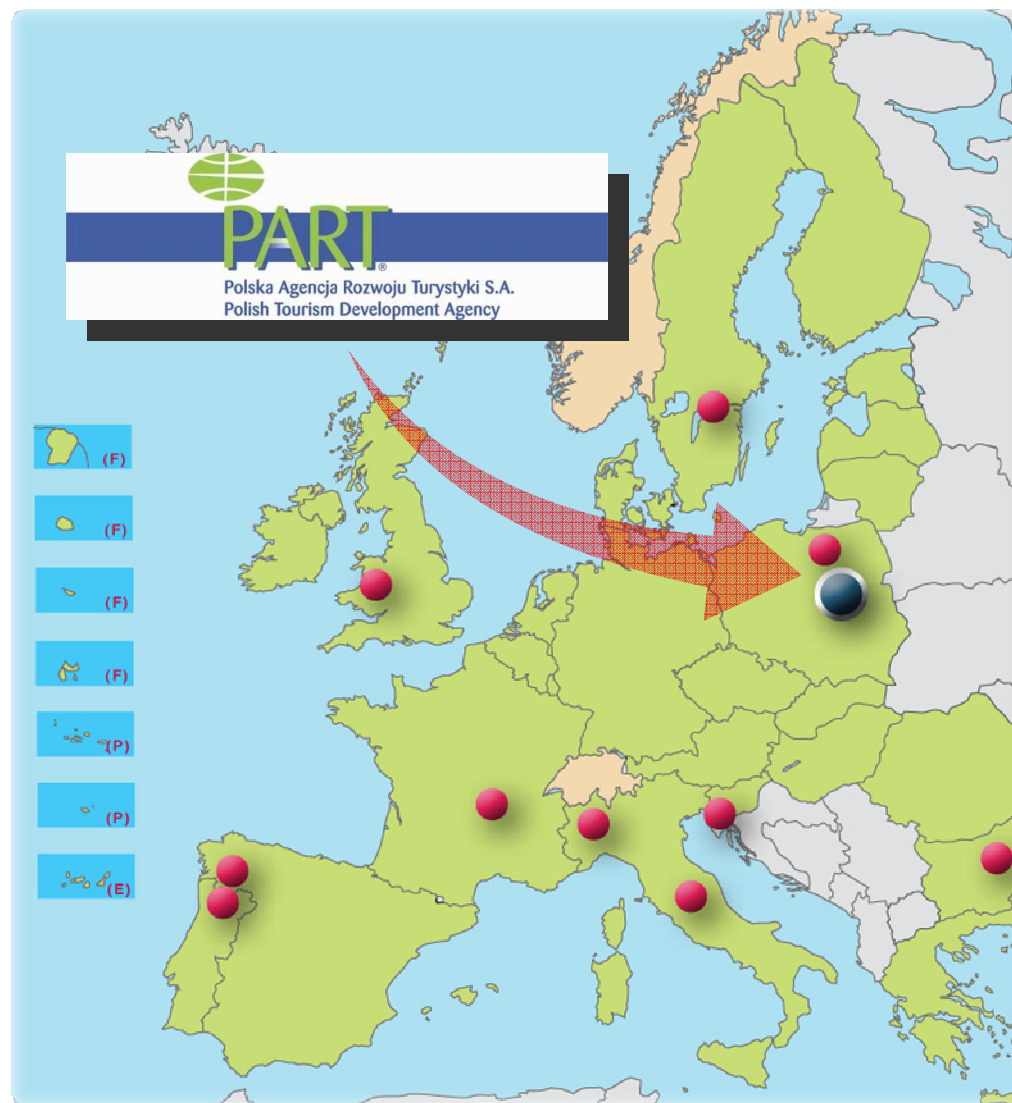 PART®
Polska Agencja Rozwoju Turystyki S.A.
Polish Tourism Development Agency
(F)
(F)
(F)
(F)
(P)
(P)
(E)